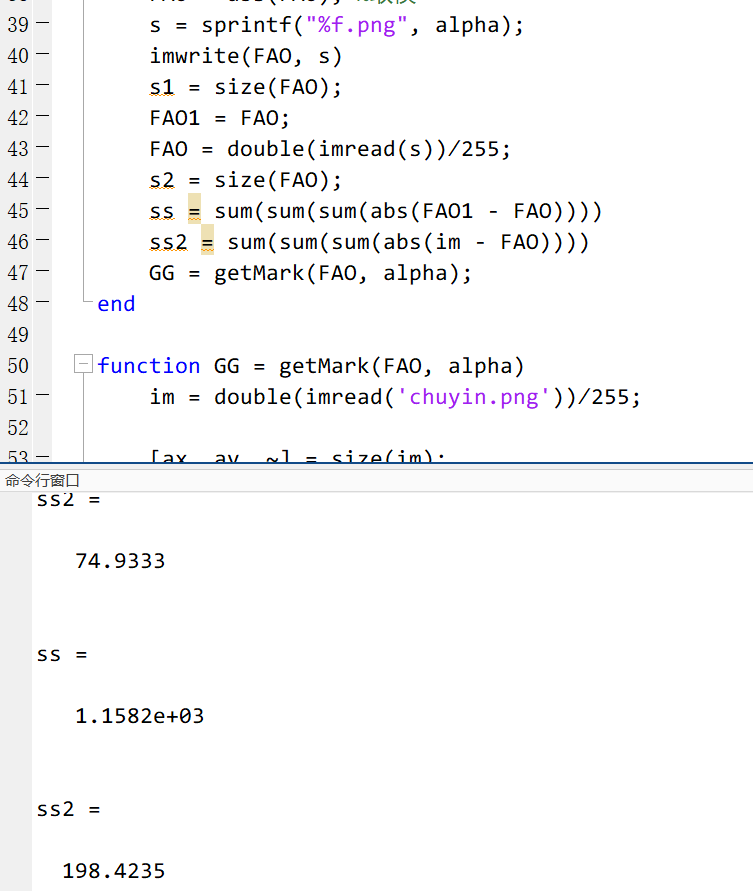 39 s = sprintf("%f.png", alpha);
40 imwrite(FAO, s)
41 s1 = size(FAO);
42 FAO1 = FAO;
43 FAO = double(imread(s))/255;
44 s2 = size(FAO);
45 ss = sum(sum(sum(abs(FAO1 - FAO))))
46 ss2 = sum(sum(sum(abs(im - FAO))))
47 GG = getMark(FAO, alpha);
48 end
49
50 function GG = getMark(FAO, alpha)
51 im = double(imread('chuyin.png'))/255;
52
53 [ax, ay, ~] = size(im);
命令行窗口
ss2 =
74.9333
ss =
1.1582e+03
ss2 =
198.4235